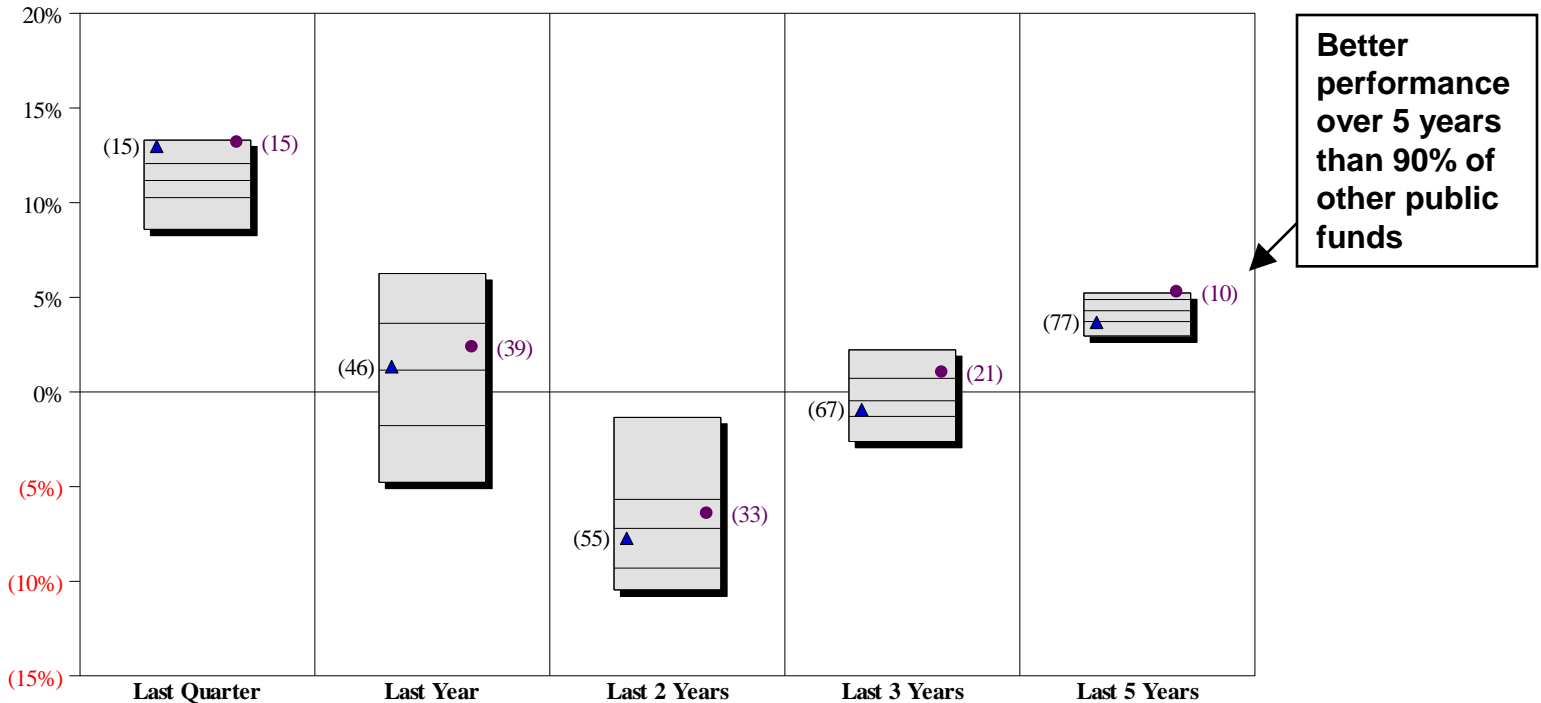 20%
15%
10%
5%
0%
(5%)
(10%)
(15%)
(15)
(15)
(46)
(39)
(55)
(33)
(67)
(21)
(77)
(10)
Last Quarter
Last Year
Last 2 Years
Last 3 Years
Last 5 Years
Better
performance
over 5 years
than 90% of
other public
funds